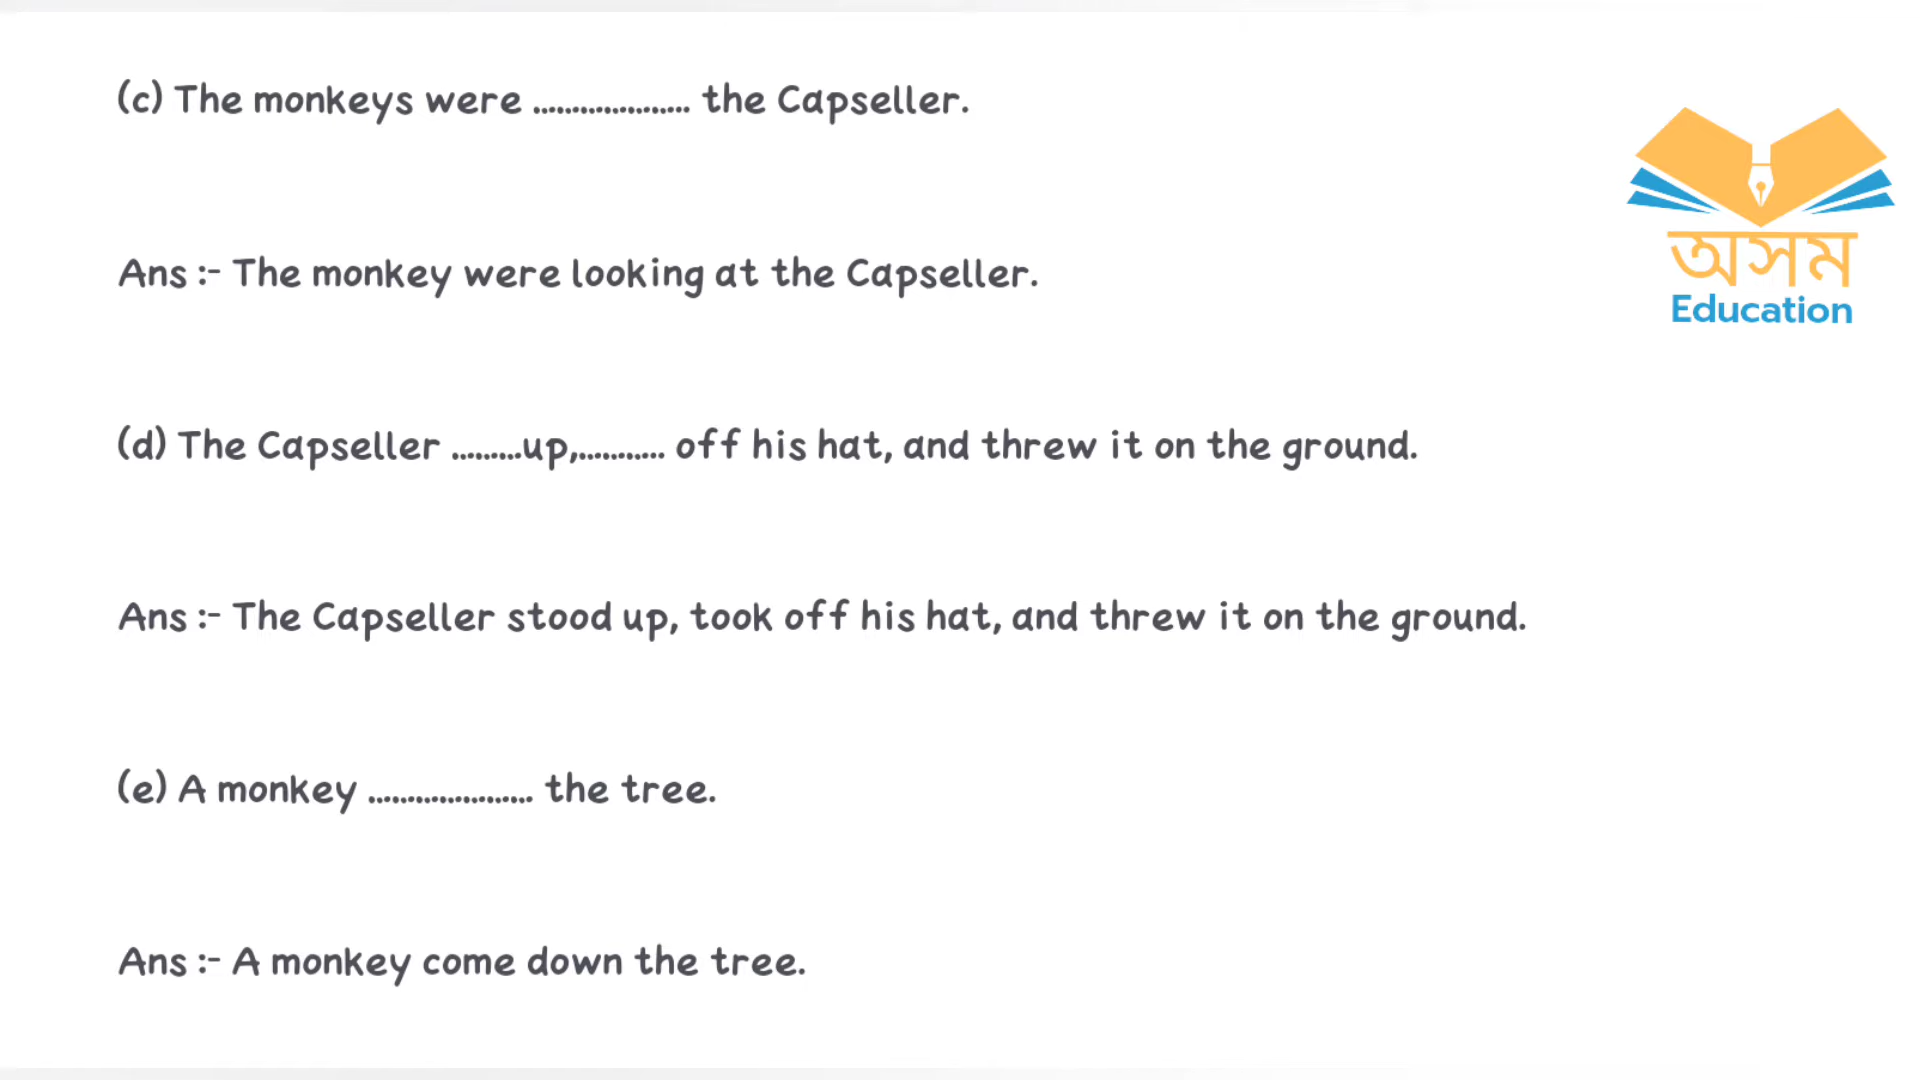 (c) The monkeys were .................... the Capseller.
Ans :- The monkey were looking at the Capseller.
(d) The Capseller .........up,........... off his hat, and threw it on the ground.
Ans :- The Capseller stood up, took off his hat, and threw it on the ground.
(e) A monkey ..................... the tree.
Ans :- A monkey come down the tree.
অসম
Education